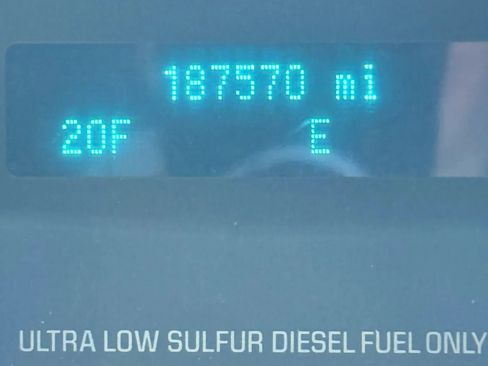 187570 mi
20F E
ULTRA LOW SULFUR DIESEL FUEL ONLY